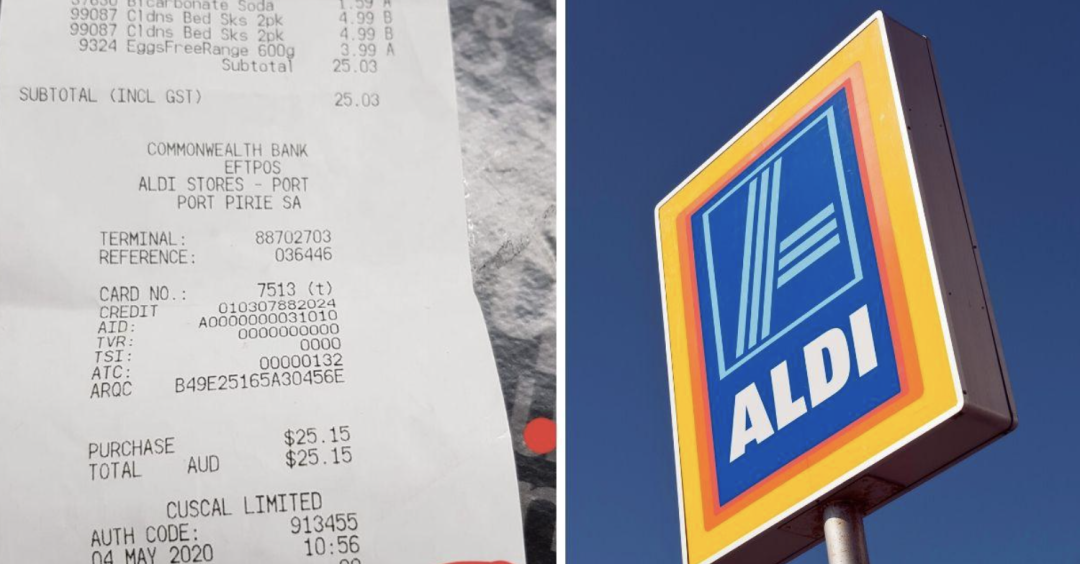 Bicarbonate Soda 1.59 A
99087 Cldns Bed Sks 2pk 4.99 B
99087 Cldns Bed Sks 2pk 4.99 B
9324 EggsFreeRange 600g 3.99 A
Subtotal 25.03
SUBTOTAL (INCL GST) 25.03
COMMONWEALTH BANK
EFTPOS
ALDI STORES - PORT
PORT PIRIE SA
TERMINAL: 88702703
REFERENCE: 036446
CARD NO.: 7513 (t)
CREDIT 010307882024
AID: A0000000031010
TVR: 0000000000
TSI: 0000
ATC: 00000132
ARQC B49E25165A30456E
PURCHASE $25.15
TOTAL AUD $25.15
CUSCAL LIMITED
AUTH CODE: 913455
04 MAY 2020 10:56
ALDI